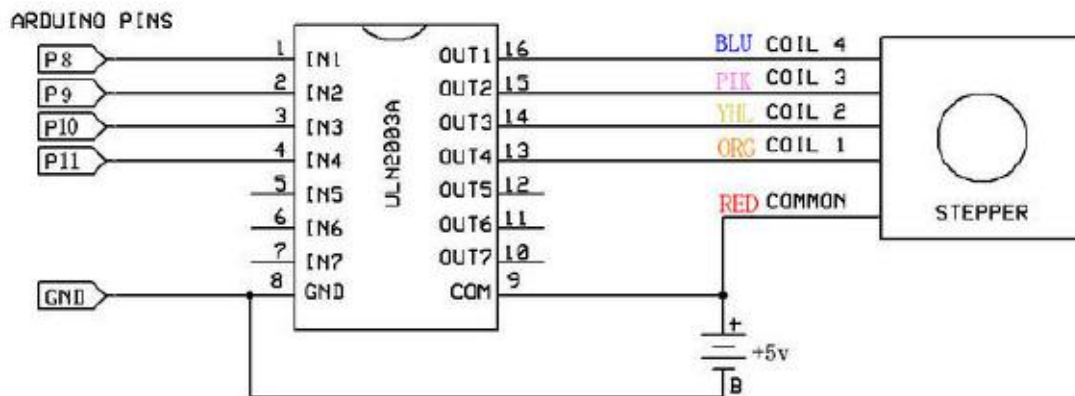 ARDUINO PINS
P8 1 IN1 OUT1 16 BLU COIL 4
P9 2 IN2 OUT2 15 PIK COIL 3
P10 3 IN3 OUT3 14 YHL COIL 2
P11 4 IN4 OUT4 13 ORG COIL 1
5 IN5 OUT5 12
6 IN6 OUT6 11
7 IN7 OUT7 10
GND 8 GND COM 9
ULN2003A
RED COMMON
STEPPER
+
+5v
B